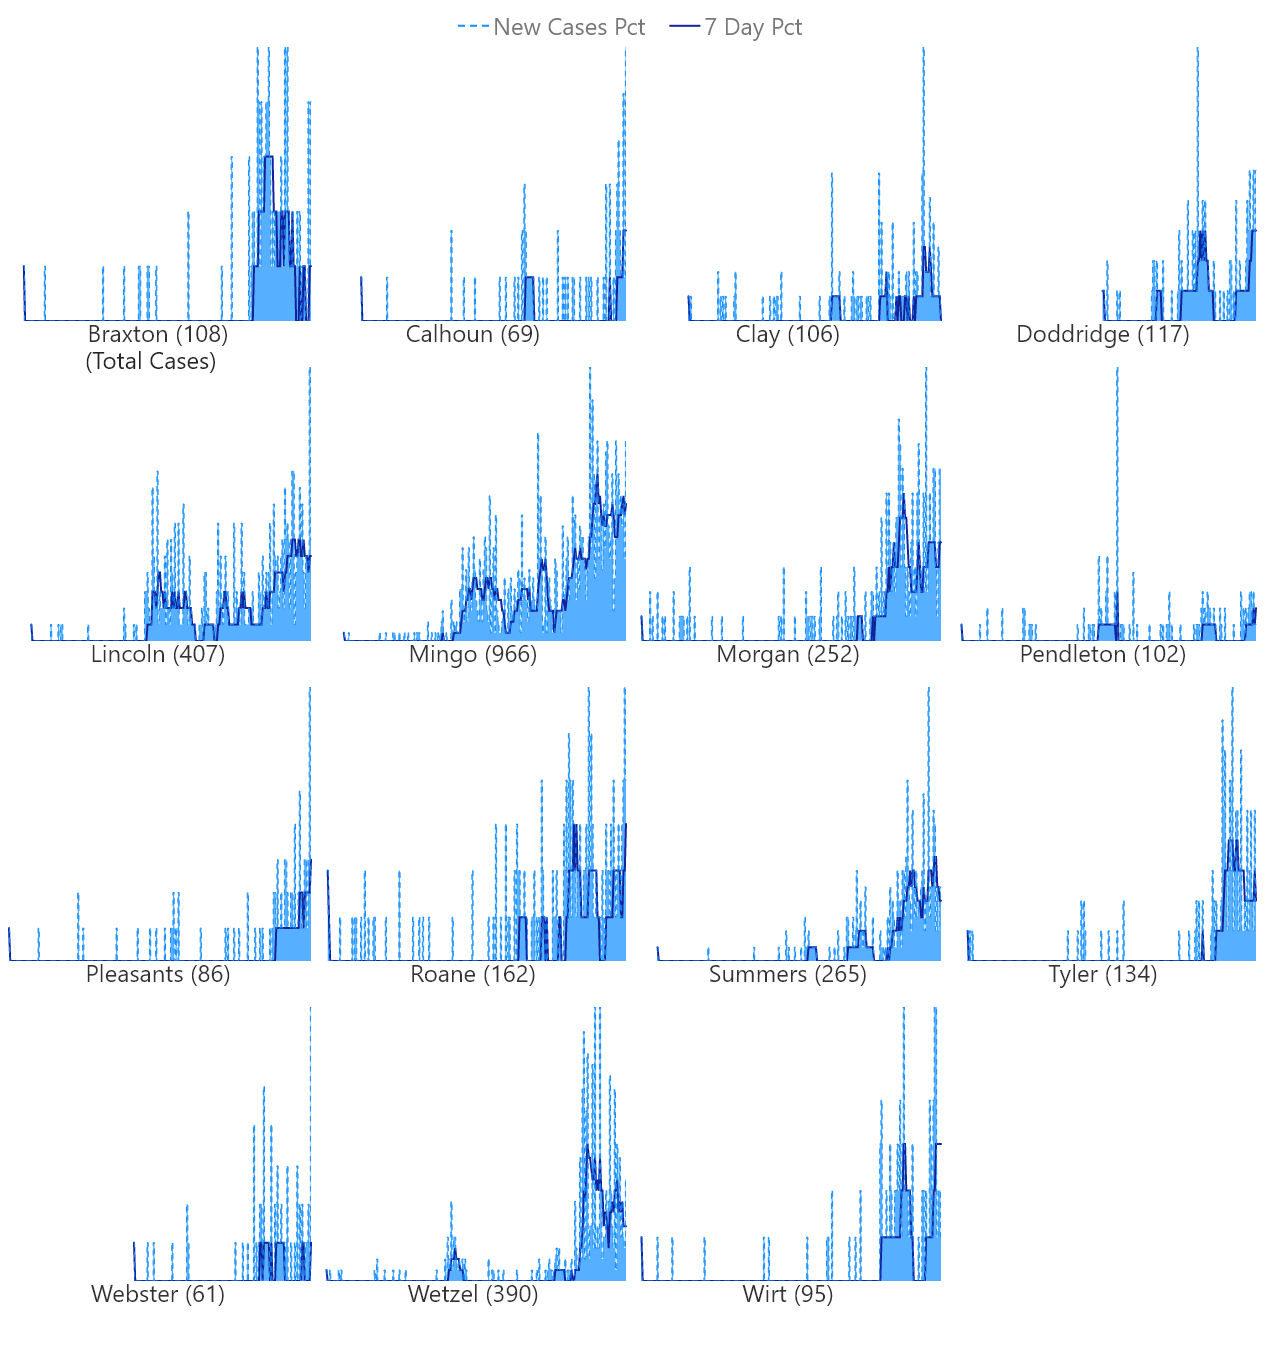 New Cases Pct 7 Day Pct
Braxton (108) Calhoun (69) Clay (106) Doddridge (117)
(Total Cases)
Lincoln (407) Mingo (966) Morgan (252) Pendleton (102)
Pleasants (86) Roane (162) Summers (265) Tyler (134)
Webster (61) Wetzel (390) Wirt (95)